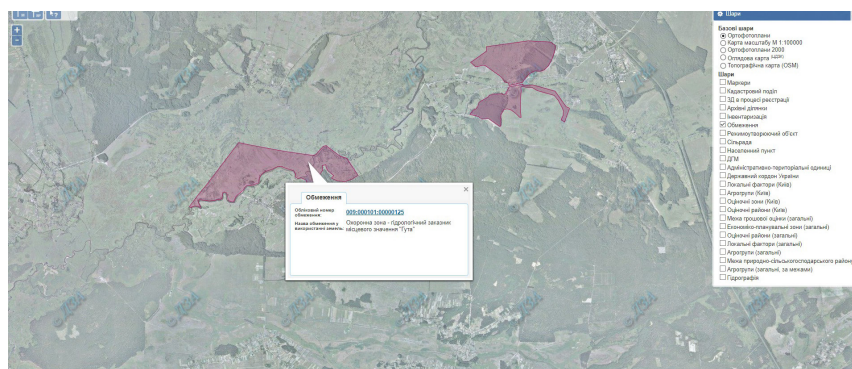 +
-
Обмеження
Обліковий номер
обмеження:
009:000101:00000125
Назва обмеження у
використанні земель:
Охоронна зона - гідрологічний заказник
місцевого значення "Гута"
Шари
Базові шари
Ортофотоплани
Карта масштабу М 1:100000
Ортофотоплани 2000
Оглядова карта
Топографічна карта (OSM)
Шари
Маркери
Кадастровий поділ
ЗД в процесі реєстрації
Архівні ділянки
Інвентаризація
Обмеження
Режимоутворюючий об'єкт
Сільрада
Населенний пункт
ДГМ
Адміністративно-територіальні одиниці
Державний кордон України
Локальні фактори (Київ)
Агрогрупи (Київ)
Оціночні зони (Київ)
Оціночні райони (Київ)
Межа грошової оцінки (загальні)
Економіко-планувальні зони (загальні)
Оціночні райони (загальні)
Локальні фактори (загальні)
Агрогрупи (загальні)
Межа природно-сільськогосподарського району
Агрогрупи (загальні, за межами)
Гідрографія